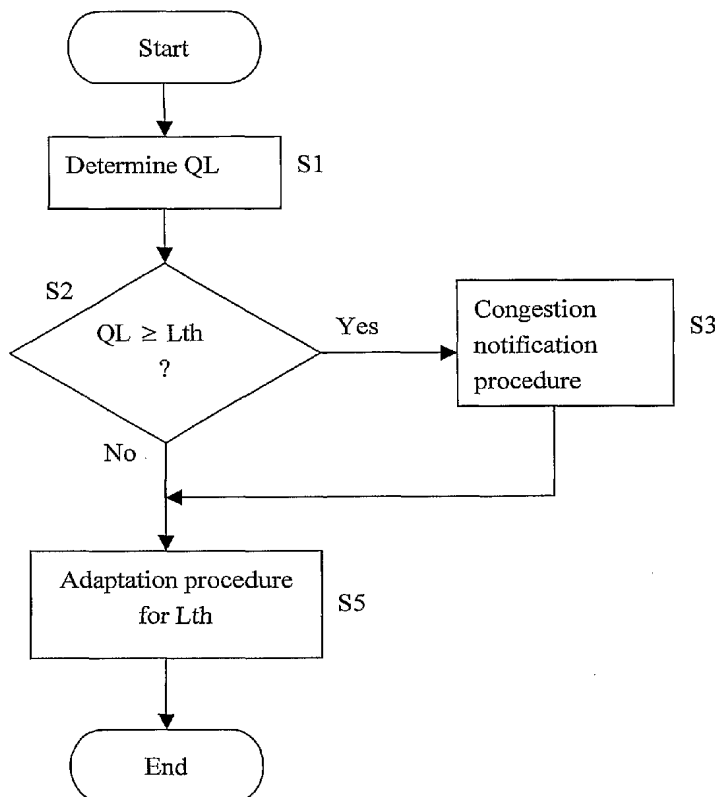 Start
Determine QL
S1
S2
QL ≥ Lth
?
Yes
Congestion
notification
procedure
S3
No
Adaptation procedure
for Lth
S5
End